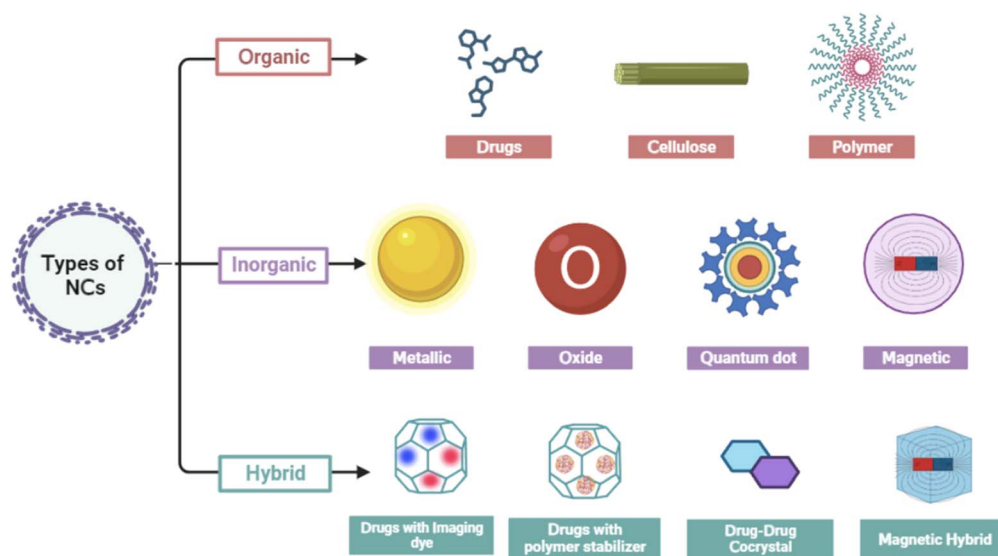 Organic
Drugs
Cellulose
Polymer
Types of
NCs
Inorganic
O
Metallic
Oxide
Quantum dot
Magnetic
Hybrid
Drugs with Imaging
dye
Drugs with
polymer stabilizer
Drug-Drug
Cocrystal
Magnetic Hybrid